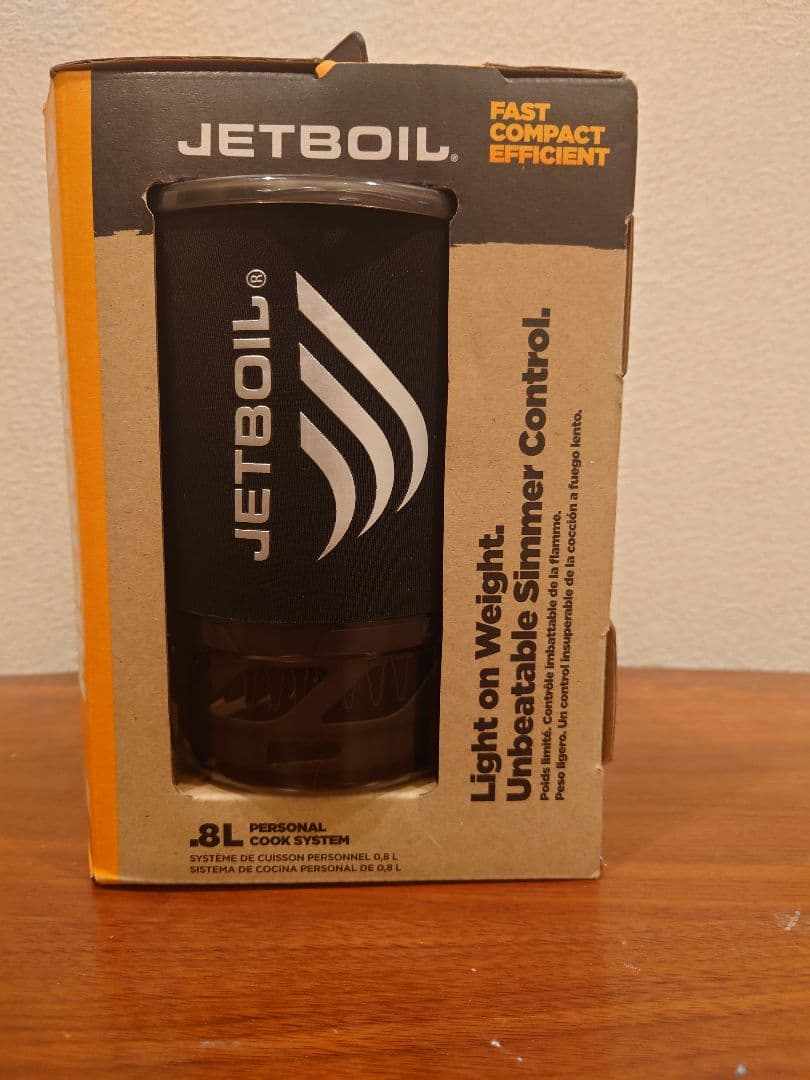 JETBOIL®
FAST
COMPACT
EFFICIENT
JETBOIL®
Light on Weight.
Unbeatable Simmer Control.
Poids limité. Contrôle imbattable de la flamme.
Peso ligero. Un control insuperable de la cocción a fuego lento.
.8L PERSONAL
COOK SYSTEM
SYSTÈME DE CUISSON PERSONNEL 0,8 L
SISTEMA DE COCINA PERSONAL DE 0,8 L